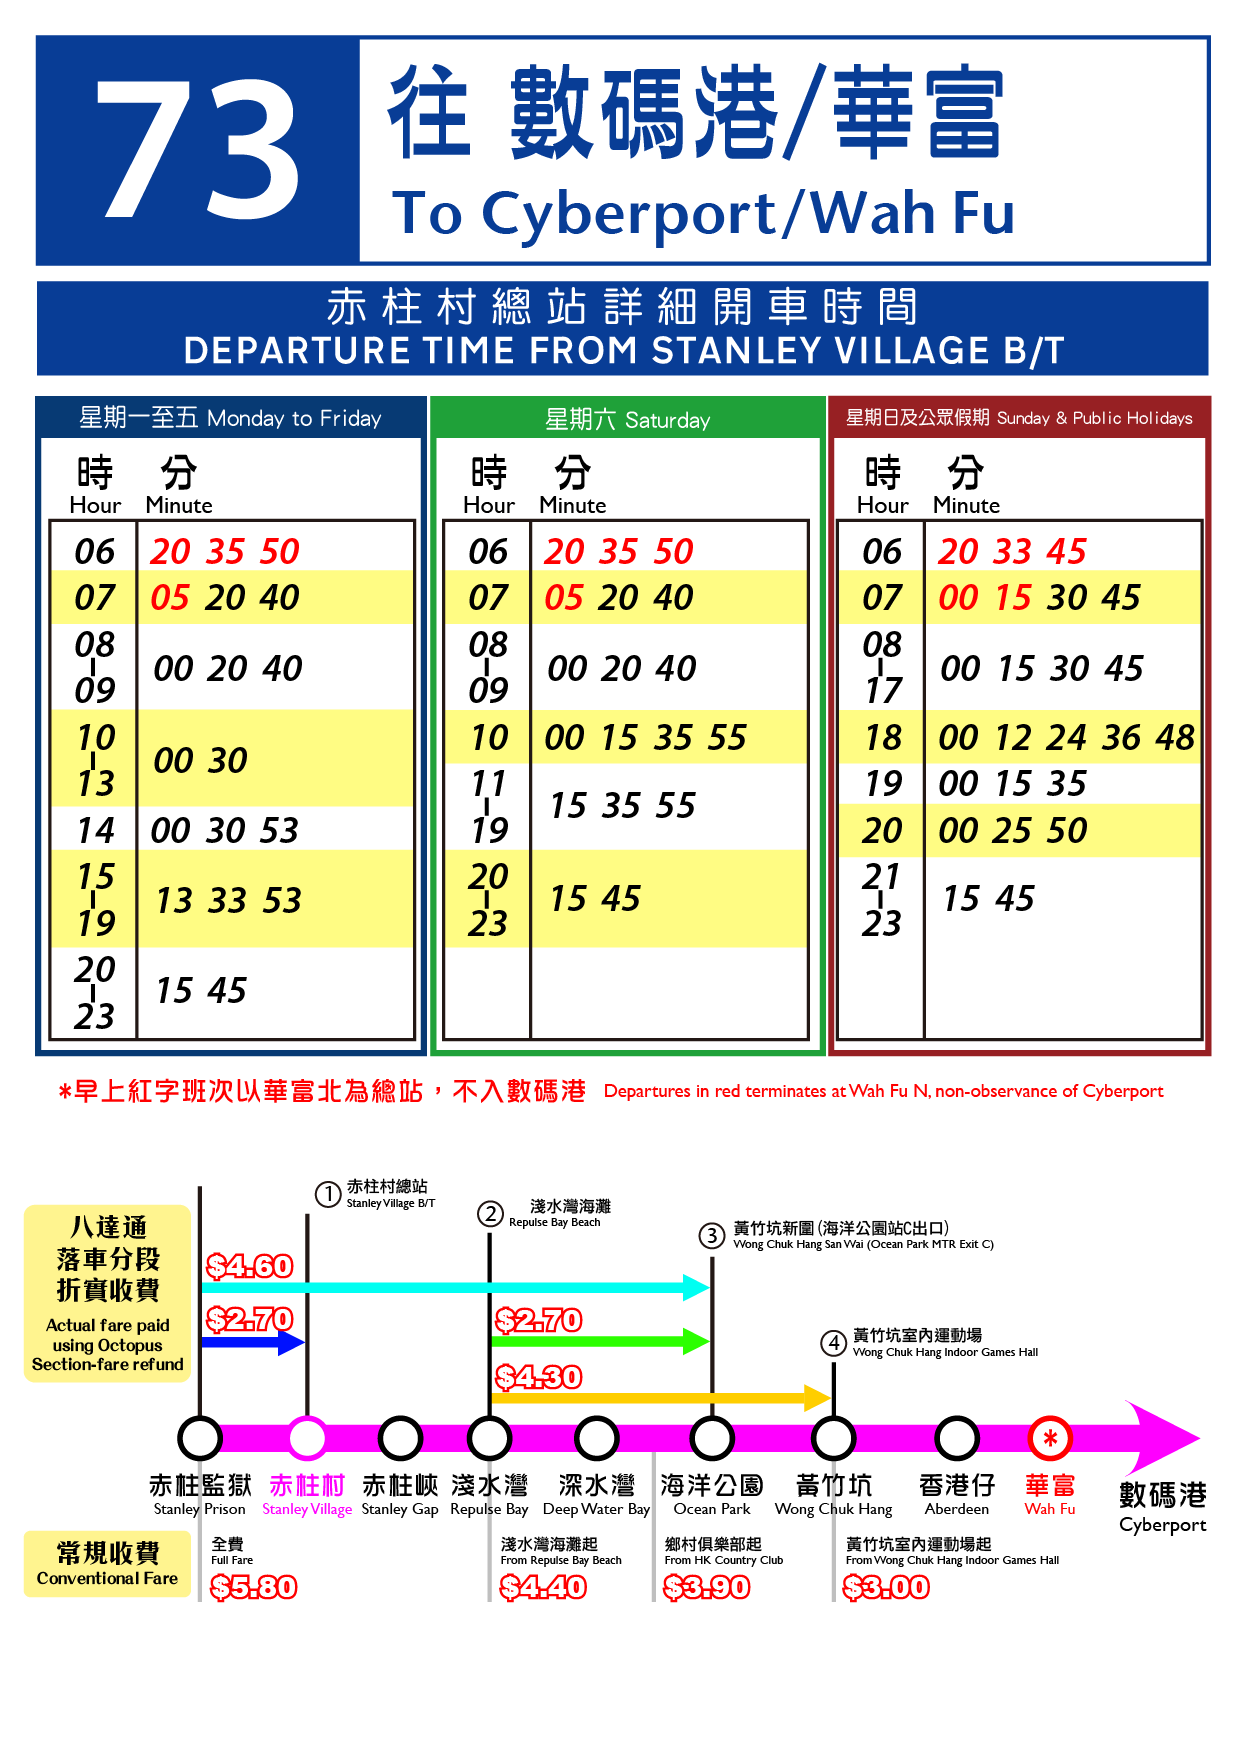 73
往 數碼港/華富
To Cyberport/Wah Fu
赤柱村總站詳細開車時間
DEPARTURE TIME FROM STANLEY VILLAGE B/T
星期一至五 Monday to Friday
時 分
Hour Minute
06 20 35 50
07 05 20 40
08
|
09
00 20 40
10
|
13
00 30
14 00 30 53
15
|
19
13 33 53
20
|
23
15 45
星期六 Saturday
時 分
Hour Minute
06 20 35 50
07 05 20 40
08
|
09
00 20 40
10 00 15 35 55
11
|
19
15 35 55
20
|
23
15 45
星期日及公眾假期 Sunday & Public Holidays
時 分
Hour Minute
06 20 33 45
07 00 15 30 45
08
|
17
00 15 30 45
18 00 12 24 36 48
19 00 15 35
20 00 25 50
21
|
23
15 45
*早上紅字班次以華富北為總站，不入數碼港 Departures in red terminates at Wah Fu N, non-observance of Cyberport
八達通
落車分段
折實收費
Actual fare paid
using Octopus
Section-fare refund
① 赤柱村總站
Stanley Village B/T
② 淺水灣海灘
Repulse Bay Beach
③ 黃竹坑新圍(海洋公園站C出口)
Wong Chuk Hang San Wai (Ocean Park MTR Exit C)
④ 黃竹坑室內運動場
Wong Chuk Hang Indoor Games Hall
$4.60
$2.70
$2.70
$4.30
*
赤柱監獄 赤柱村 赤柱峽 淺水灣 深水灣 海洋公園 黃竹坑 香港仔 華富 數碼港
Stanley Prison Stanley Village Stanley Gap Repulse Bay Deep Water Bay Ocean Park Wong Chuk Hang Aberdeen Wah Fu Cyberport
常規收費
Conventional Fare
全費
Full Fare
$5.80
淺水灣海灘起
From Repulse Bay Beach
$4.40
鄉村俱樂部起
From HK Country Club
$3.90
黃竹坑室內運動場起
From Wong Chuk Hang Indoor Games Hall
$3.00